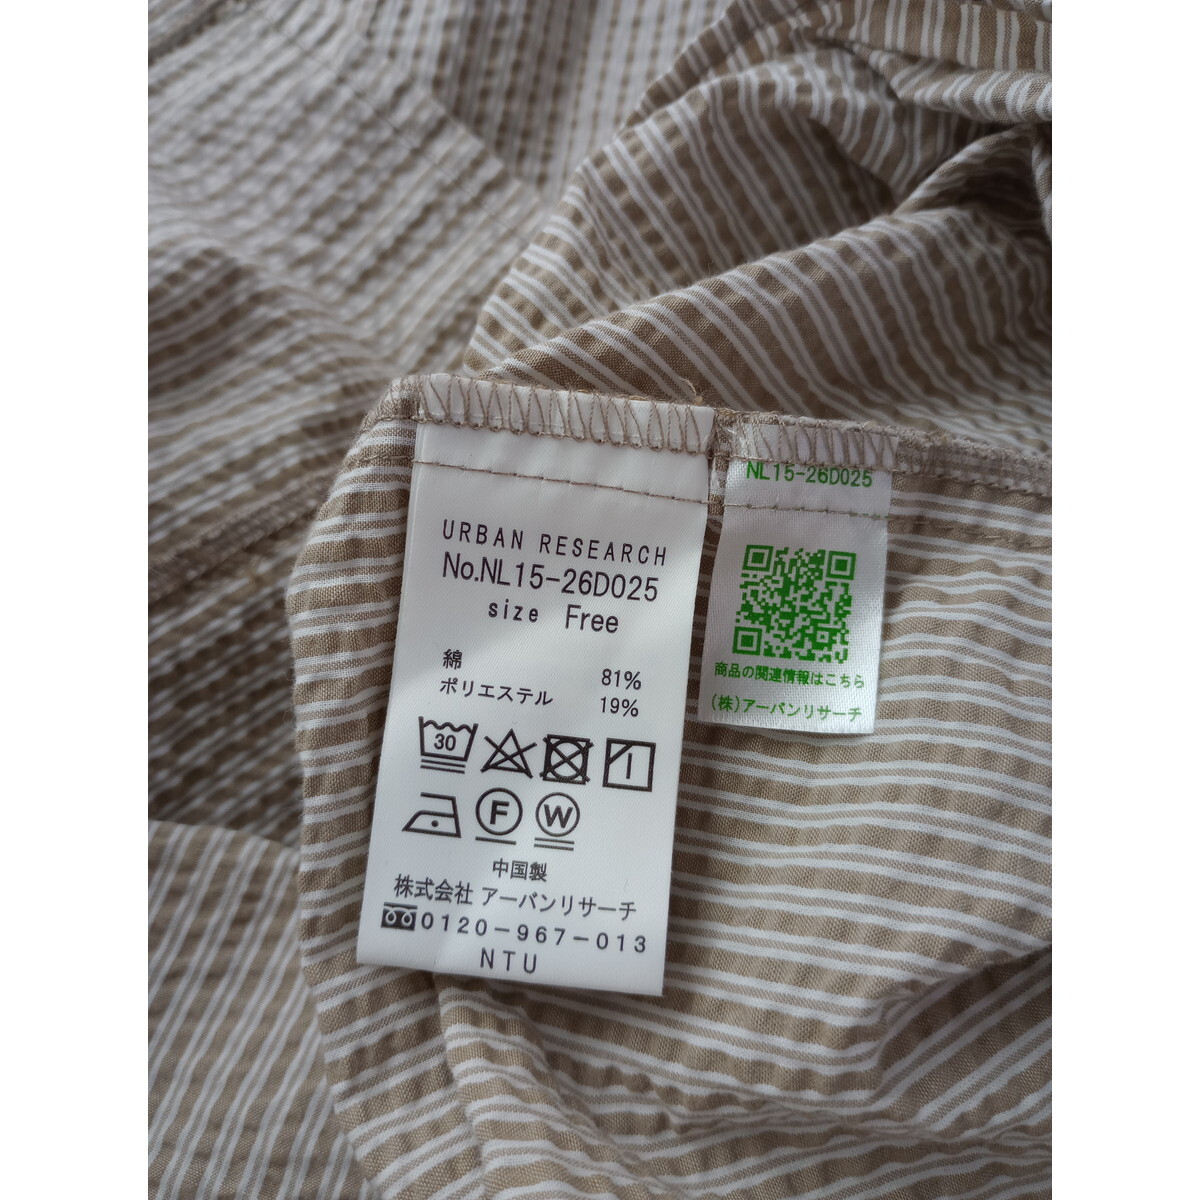 URBAN RESEARCH
No.NL15-26D025
size Free
綿 81%
ポリエステル 19%
30
F W
中国製
株式会社 アーバンリサーチ
0120-967-013
NTU
NL15-26D025
商品の関連情報はこちら
(株)アーバンリサーチ